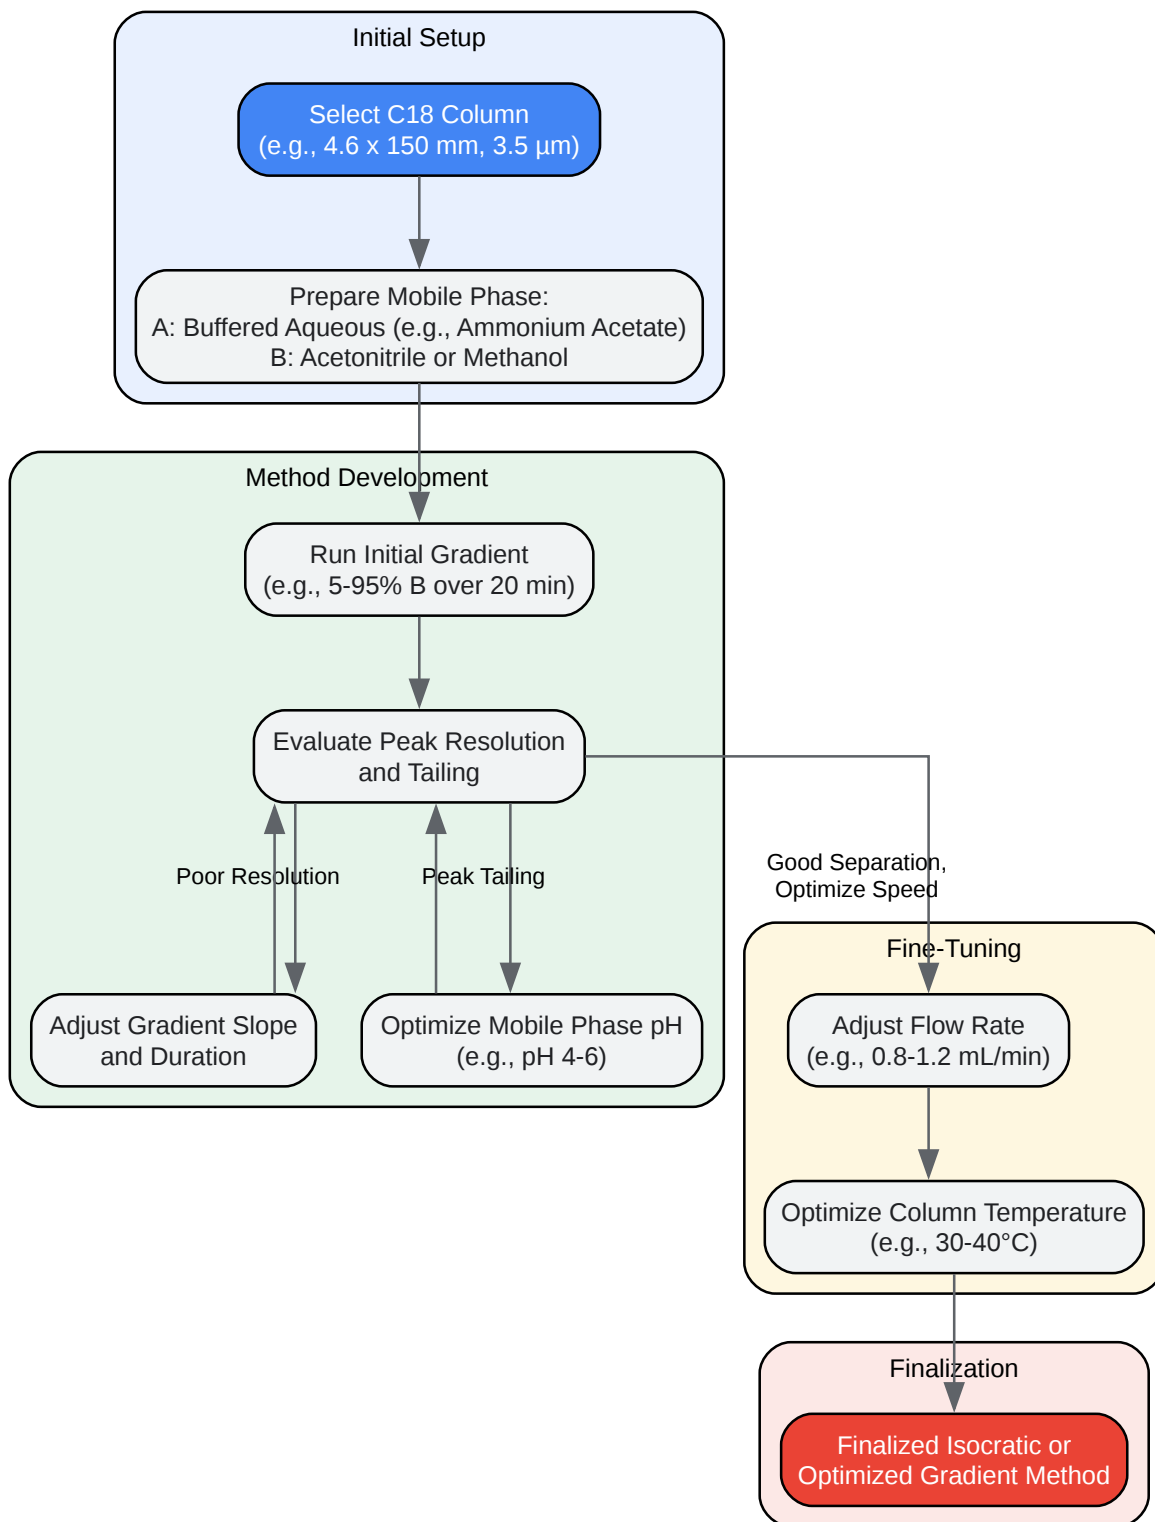 Initial Setup
Select C18 Column
(e.g., 4.6 x 150 mm, 3.5 µm)
Prepare Mobile Phase:
A: Buffered Aqueous (e.g., Ammonium Acetate)
B: Acetonitrile or Methanol
Method Development
Run Initial Gradient
(e.g., 5-95% B over 20 min)
Evaluate Peak Resolution
and Tailing
Poor Resolution
Peak Tailing
Good Separation,
Optimize Speed
Adjust Gradient Slope
and Duration
Optimize Mobile Phase pH
(e.g., pH 4-6)
Fine-Tuning
Adjust Flow Rate
(e.g., 0.8-1.2 mL/min)
Optimize Column Temperature
(e.g., 30-40°C)
Finalization
Finalized Isocratic or
Optimized Gradient Method